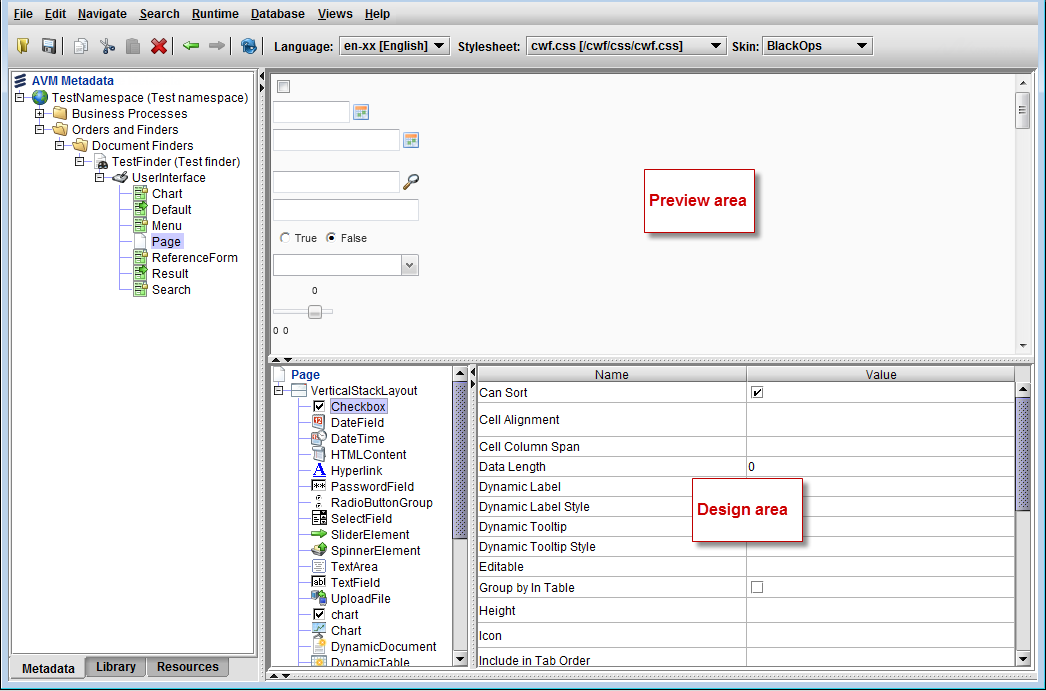 File Edit Navigate Search Runtime Database Views Help
Language: en-xx [English] Stylesheet: cwf.css [/cwf/css/cwf.css] Skin: BlackOps
AVM Metadata
TestNamespace (Test namespace)
Business Processes
Orders and Finders
Document Finders
TestFinder (Test finder)
UserInterface
Chart
Default
Menu
Page
ReferenceForm
Result
Search
Metadata Library Resources
Preview area
True False
0
0 0
Page
VerticalStackLayout
Checkbox
DateField
DateTime
HTMLContent
Hyperlink
PasswordField
RadioButtonGroup
SelectField
SliderElement
SpinnerElement
TextArea
TextField
UploadFile
chart
Chart
DynamicDocument
DynamicTable
Name Value
Can Sort
Cell Alignment
Cell Column Span
Data Length 0
Dynamic Label
Dynamic Label Style
Dynamic Tooltip
Dynamic Tooltip Style
Editable
Group by In Table
Height
Icon
Include in Tab Order
Design area